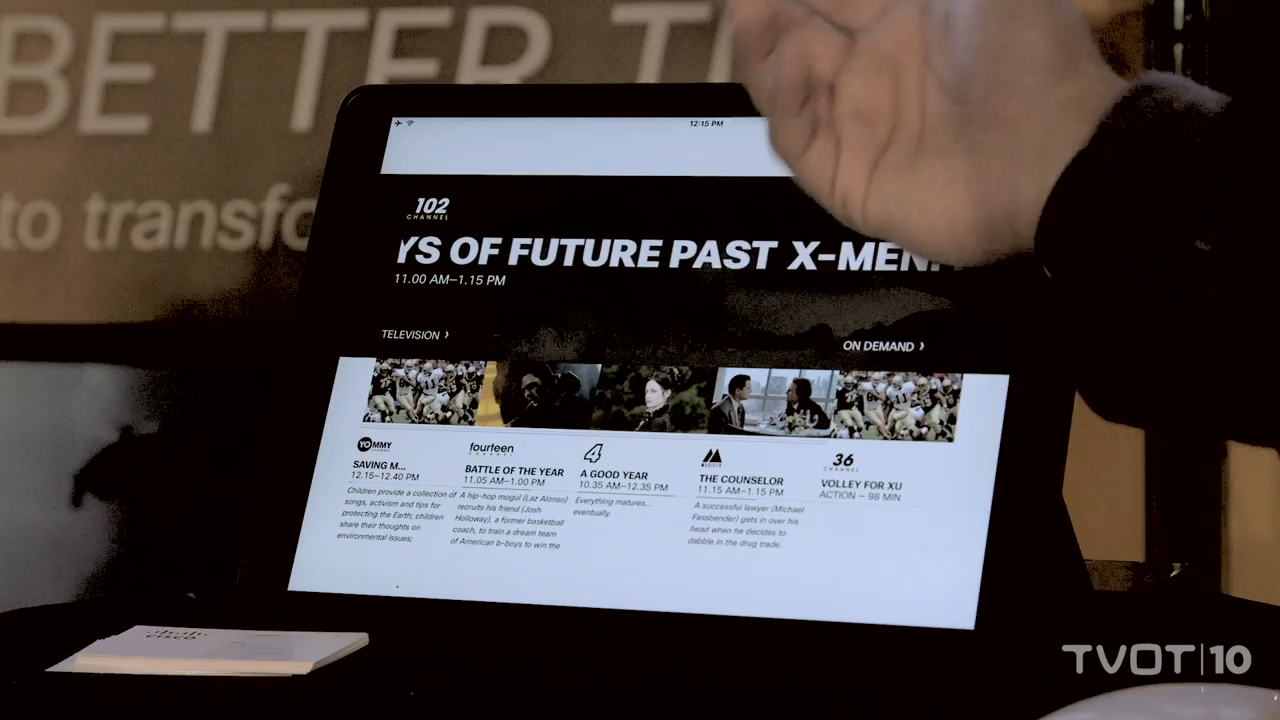 BETTER
to transfo
12:15 PM
102
CHANNEL
YS OF FUTURE PAST X-MEN
11.00 AM–1.15 PM
TELEVISION ›
ON DEMAND ›
YOMMY
CHANNEL
SAVING M...
12.15–12.40 PM
Children provide a collection of
songs, activism and tips for
protecting the Earth; children
share their thoughts on
environmental issues;
fourteen
CHANNEL
BATTLE OF THE YEAR
11.05 AM–1.00 PM
A hip-hop mogul (Laz Alonso)
recruits his friend (Josh
Holloway), a former basketball
coach, to train a dream team
of American b-boys to win the
4
A GOOD YEAR
10.35 AM–12.35 PM
Everything matures...
eventually.
THE COUNSELOR
11.15 AM–1.15 PM
A successful lawyer (Michael
Fassbender) gets in over his
head when he decides to
dabble in the drug trade.
36
CHANNEL
VOLLEY FOR XU
ACTION – 98 MIN
cisco
TVOT|10